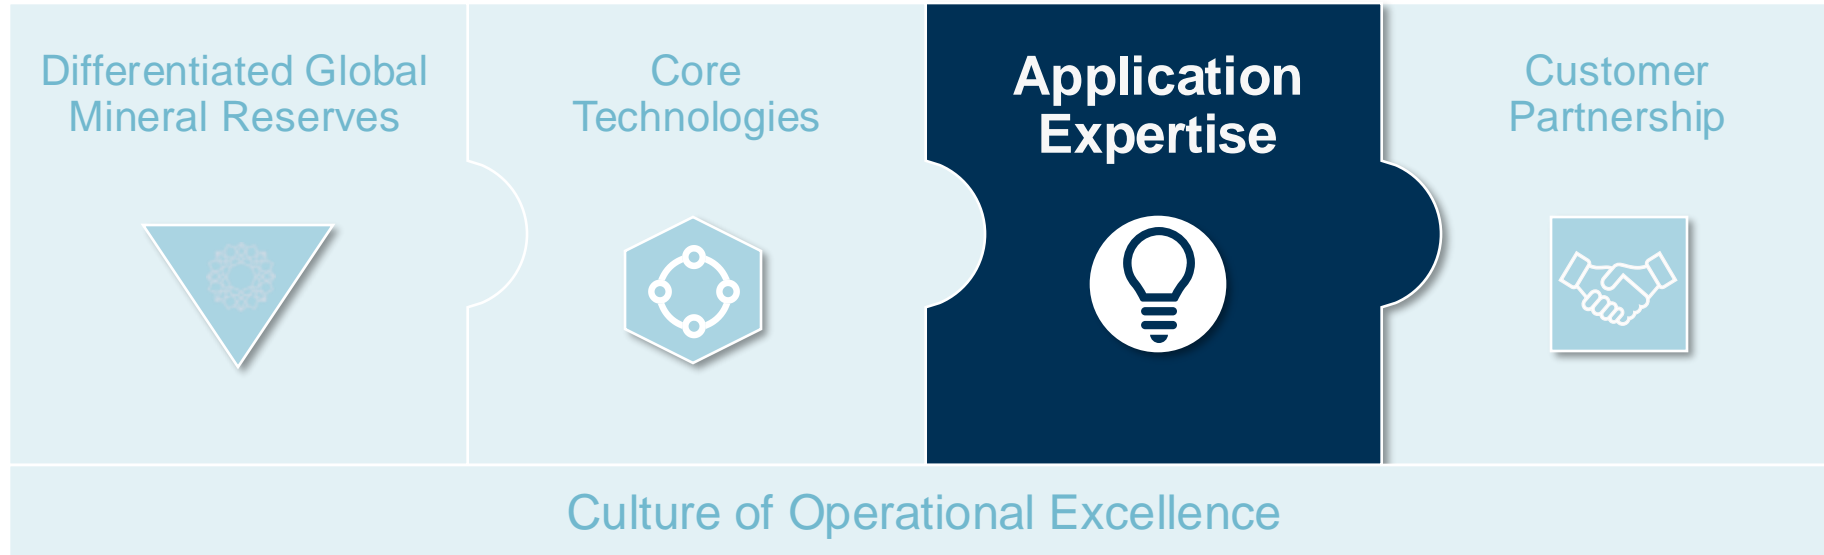 Differentiated Global
Mineral Reserves
Core
Technologies
Application
Expertise
Customer
Partnership
Culture of Operational Excellence